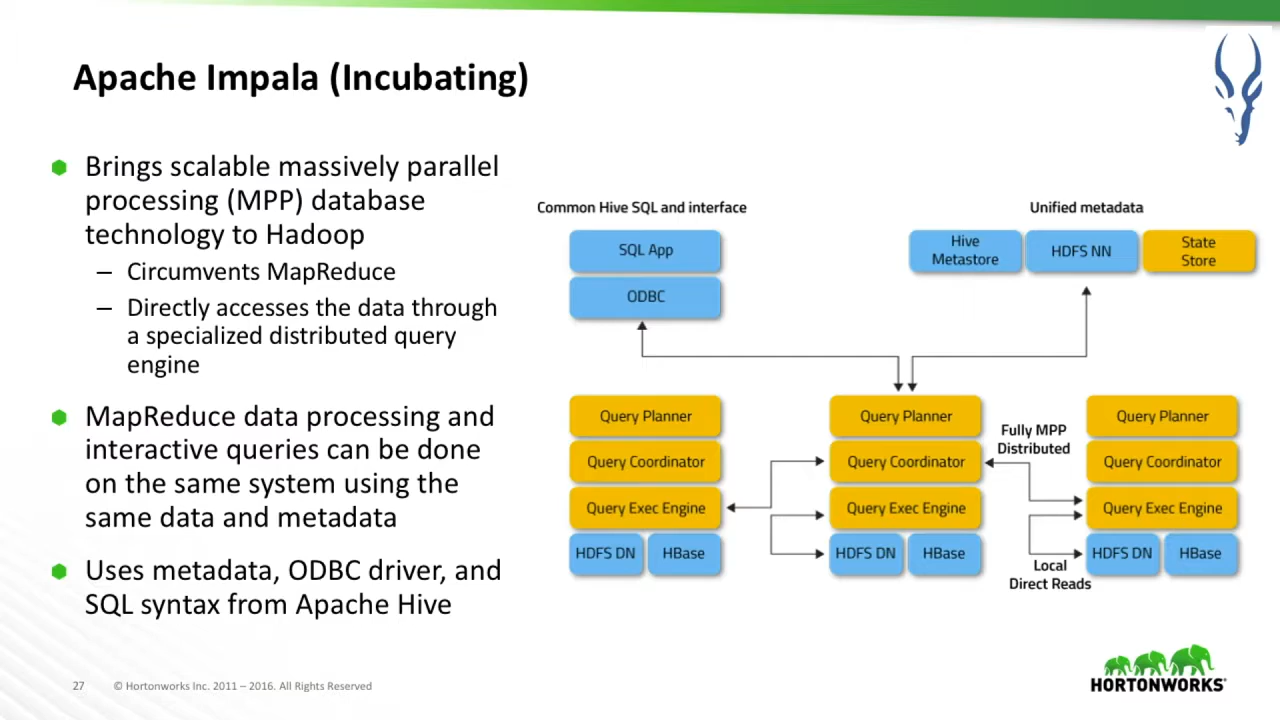 Apache Impala (Incubating)
Brings scalable massively parallel
processing (MPP) database
technology to Hadoop
– Circumvents MapReduce
– Directly accesses the data through
a specialized distributed query
engine
MapReduce data processing and
interactive queries can be done
on the same system using the
same data and metadata
Uses metadata, ODBC driver, and
SQL syntax from Apache Hive
Common Hive SQL and interface
SQL App
ODBC
Unified metadata
Hive
Metastore
HDFS NN
State
Store
Query Planner
Query Coordinator
Query Exec Engine
HDFS DN
HBase
Query Planner
Query Coordinator
Query Exec Engine
HDFS DN
HBase
Fully MPP
Distributed
Local
Direct Reads
Query Planner
Query Coordinator
Query Exec Engine
HDFS DN
HBase
27
© Hortonworks Inc. 2011 – 2016. All Rights Reserved
HORTONWORKS